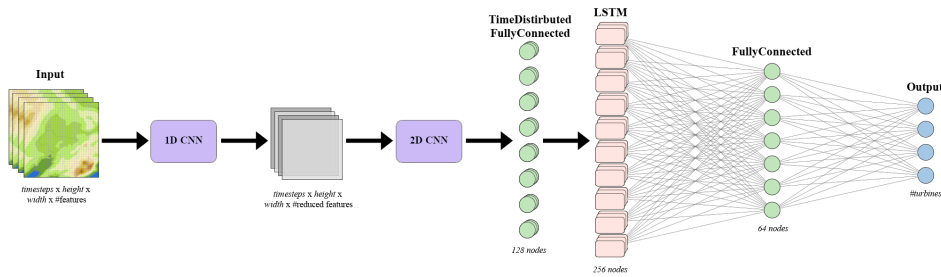 Input
timesteps x height x
width x #features
1D CNN
timesteps x height x
width x #reduced features
2D CNN
TimeDistirbuted
FullyConnected
128 nodes
LSTM
256 nodes
FullyConnected
64 nodes
Output
#turbines